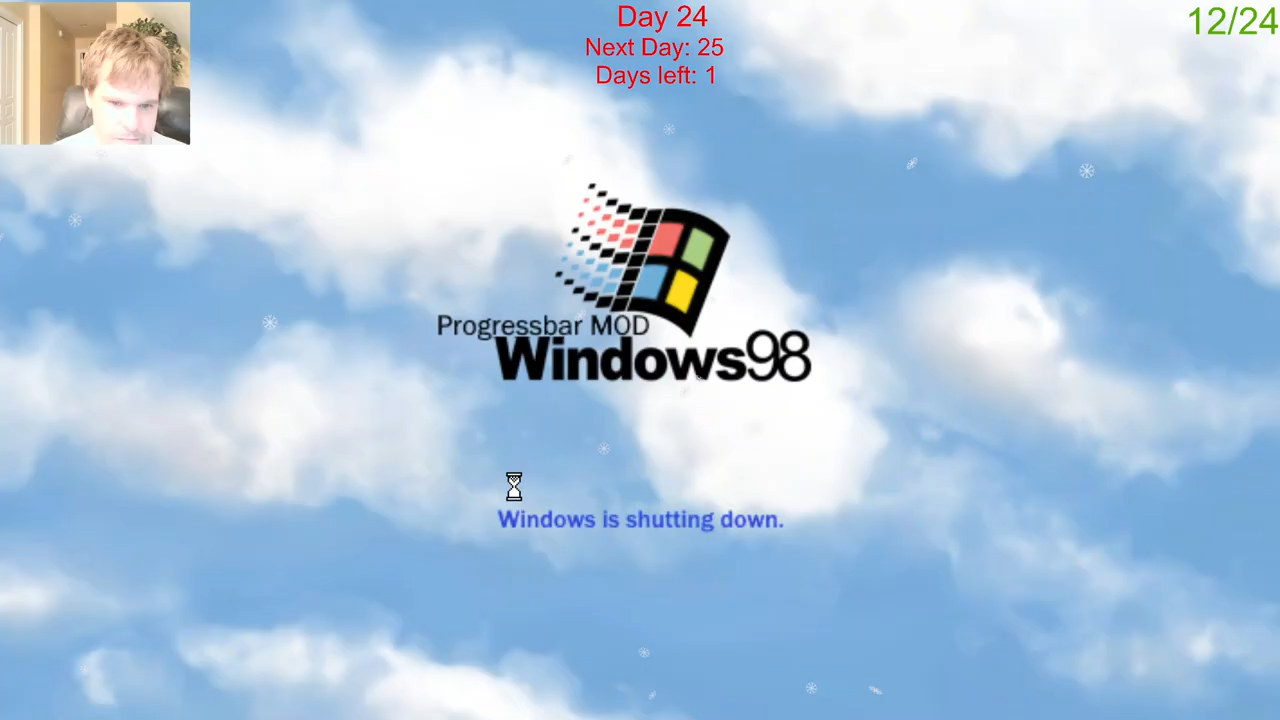 Day 24
Next Day: 25
Days left: 1
12/24
Progressbar MOD
Windows98
Windows is shutting down.